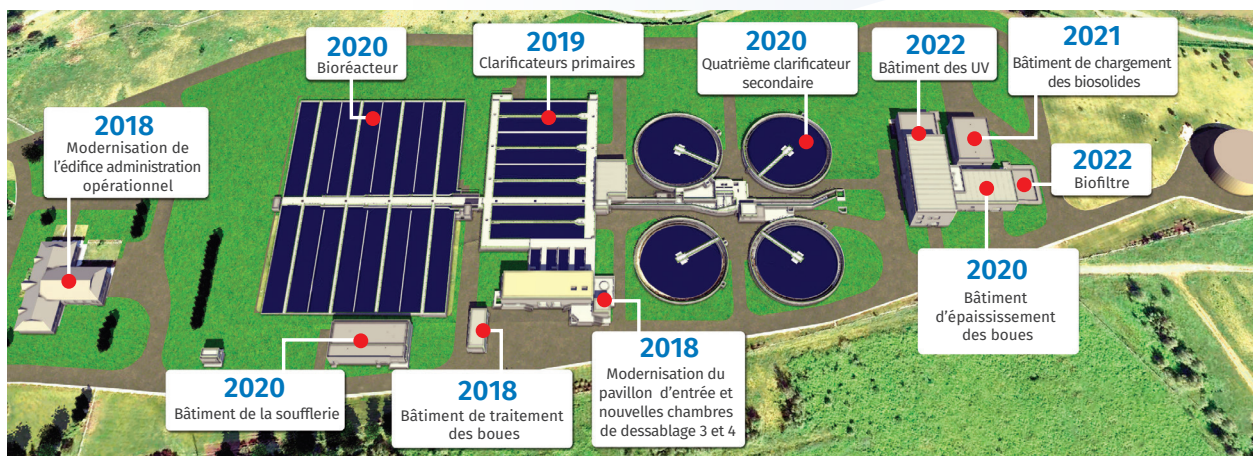 2020
Bioréacteur
2019
Clarificateurs primaires
2020
Quatrième clarificateur
secondaire
2022
Bâtiment des UV
2021
Bâtiment de chargement
des biosolides
2018
Modernisation de
l’édifice administration
opérationnel
2022
Biofiltre
2020
Bâtiment
d’épaississement
des boues
2020
Bâtiment de la soufflerie
2018
Bâtiment de traitement
des boues
2018
Modernisation du
pavillon d’entrée et
nouvelles chambres
de dessablage 3 et 4